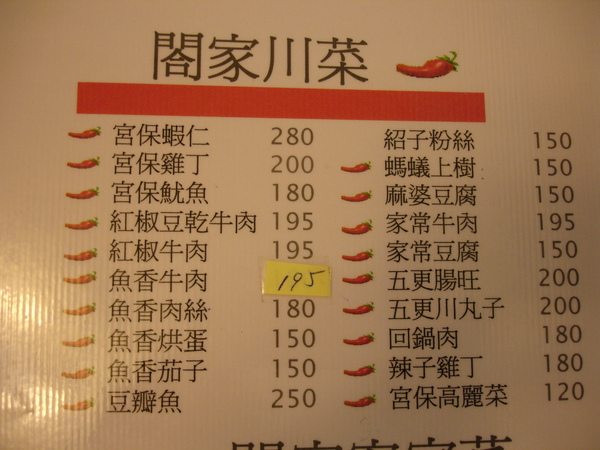 閤家川菜
宮保蝦仁 280
宮保雞丁 200
宮保魷魚 180
紅椒豆乾牛肉 195
紅椒牛肉 195
魚香牛肉 195
魚香肉絲 180
魚香烘蛋 150
魚香茄子 150
豆瓣魚 250
紹子粉絲 150
螞蟻上樹 150
麻婆豆腐 150
家常牛肉 195
家常豆腐 150
五更腸旺 200
五更川丸子 200
回鍋肉 180
辣子雞丁 180
宮保高麗菜 120